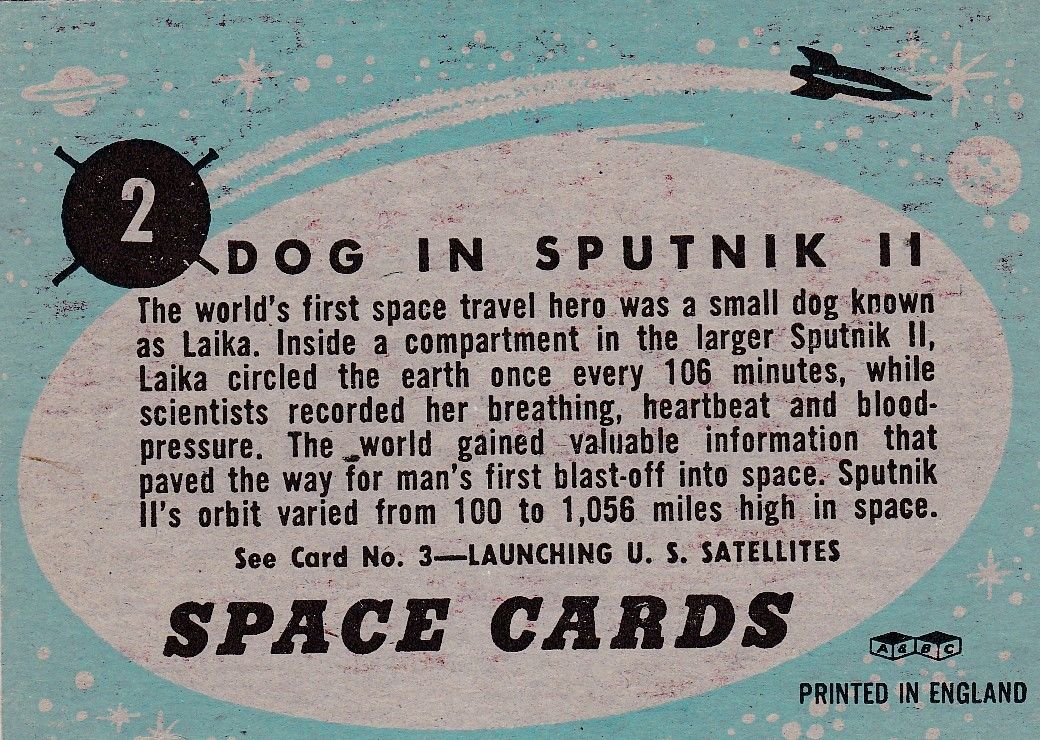 2
DOG IN SPUTNIK II
The world's first space travel hero was a small dog known
as Laika. Inside a compartment in the larger Sputnik II,
Laika circled the earth once every 106 minutes, while
scientists recorded her breathing, heartbeat and blood-
pressure. The world gained valuable information that
paved the way for man's first blast-off into space. Sputnik
II's orbit varied from 100 to 1,056 miles high in space.
See Card No. 3—LAUNCHING U. S. SATELLITES
SPACE CARDS
A & B C
PRINTED IN ENGLAND